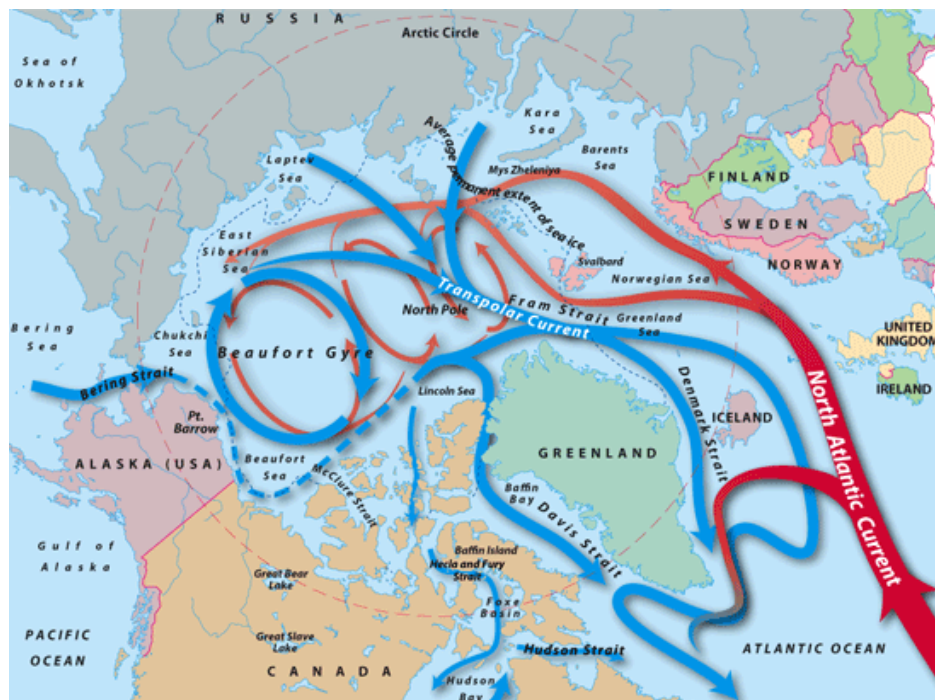 RUSSIA
Arctic Circle
Sea of
Okhotsk
Kara
Sea
Laptev
Sea
Average permanent extent of sea ice
Mys Zheleniya
Barents
Sea
FINLAND
SWEDEN
NORWAY
East
Siberian
Sea
Svalbard
Norwegian Sea
North Pole
Transpolar Current
Fram Strait
Greenland
Sea
Bering
Sea
Chukchi
Sea
Beaufort Gyre
UNITED
KINGDOM
IRELAND
Bering Strait
Lincoln Sea
Denmark Strait
ICELAND
North Atlantic Current
Pt.
Barrow
ALASKA (USA)
Beaufort
Sea
McClure Strait
GREENLAND
Baffin
Bay
Davis Strait
Gulf of
Alaska
Baffin Island
Hecla and Fury
Strait
Great Bear
Lake
Foxe
Basin
Great Slave
Lake
PACIFIC
OCEAN
CANADA
Hudson Strait
ATLANTIC OCEAN
Hudson
Bay